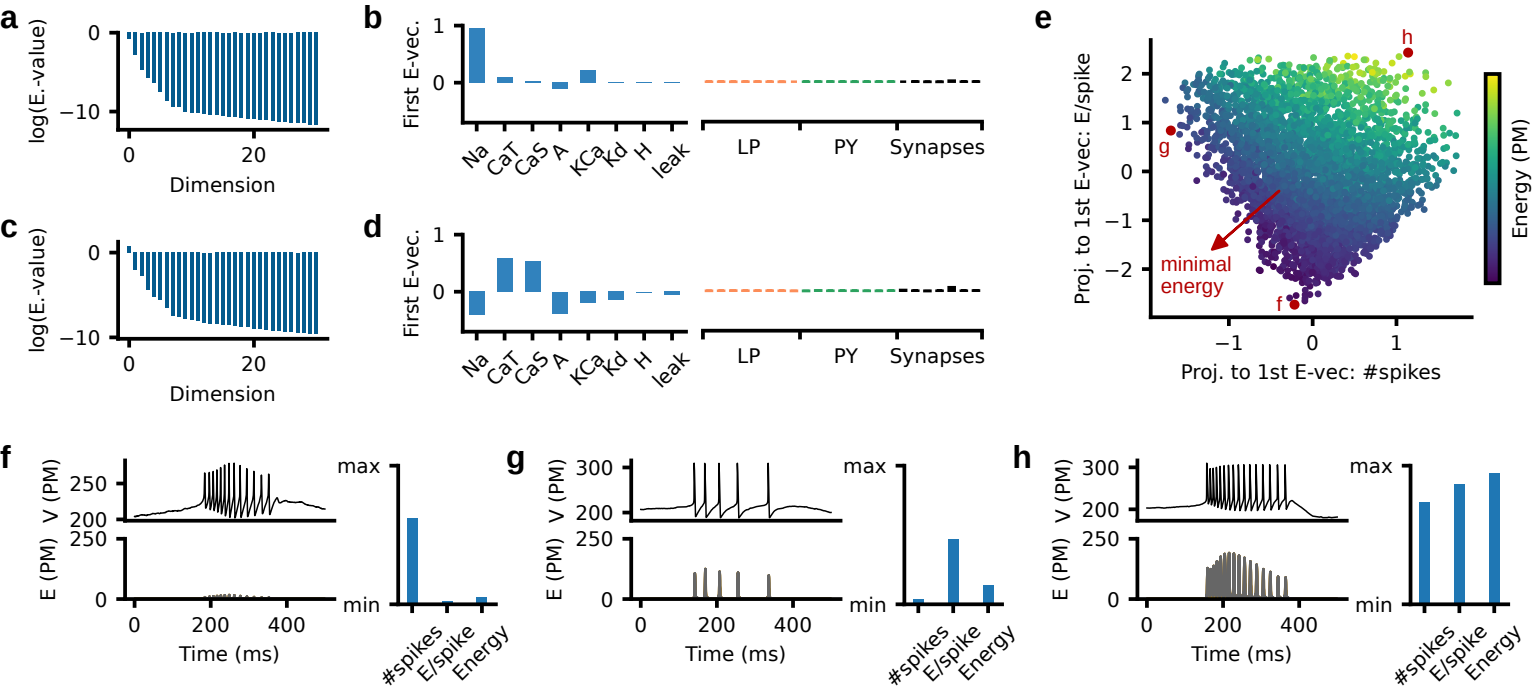 a
log(E.-value)
0
−10
0
20
Dimension
b
First E-vec.
1
0
Na
CaT
CaS
A
KCa
Kd
H
leak
LP
PY
Synapses
c
log(E.-value)
0
−10
0
20
Dimension
d
First E-vec.
1
0
Na
CaT
CaS
A
KCa
Kd
H
leak
LP
PY
Synapses
e
Proj. to 1st E-vec: E/spike
2
1
0
−1
−2
h
g
minimal
energy
f
−1
0
1
Proj. to 1st E-vec: #spikes
Energy (PM)
f
V (PM)
250
200
E (PM)
250
0
0
200
400
Time (ms)
max
min
#spikes
E/spike
Energy
g
V (PM)
300
200
E (PM)
250
0
0
200
400
Time (ms)
max
min
#spikes
E/spike
Energy
h
V (PM)
300
200
E (PM)
250
0
0
200
400
Time (ms)
max
min
#spikes
E/spike
Energy